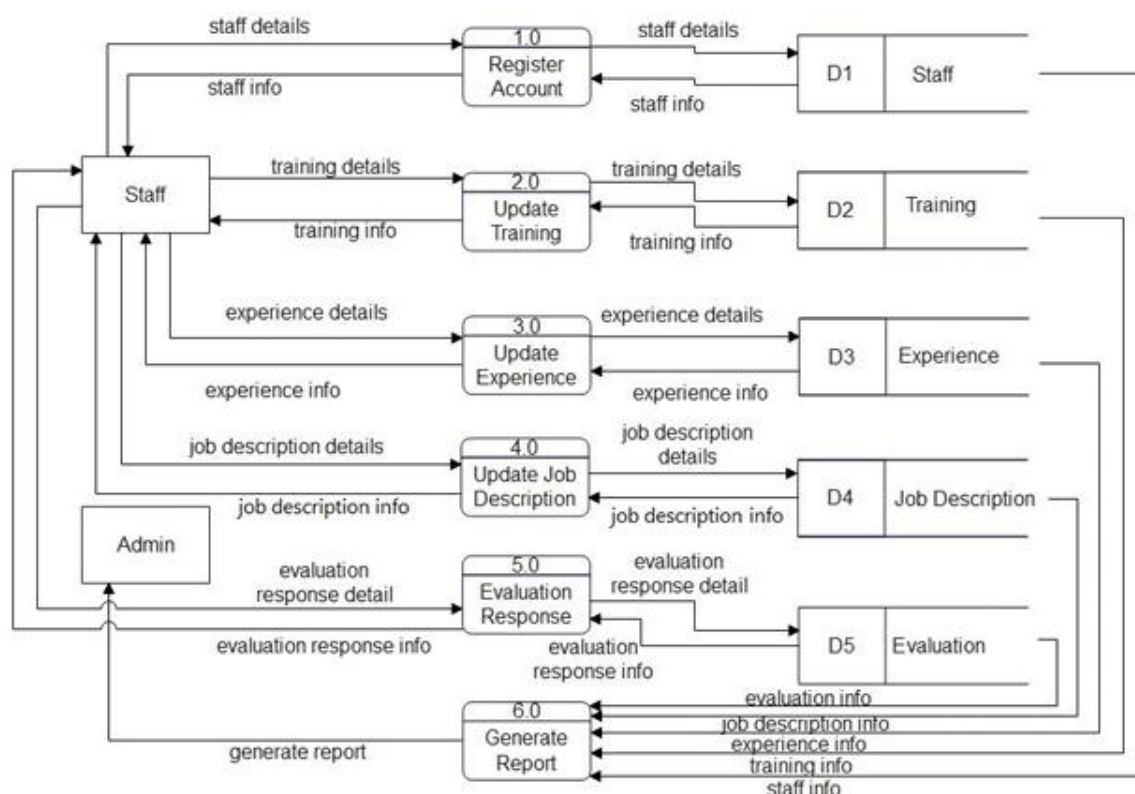 staff details
1.0
Register
Account
staff info
staff details
staff info
D1
Staff
Staff
training details
2.0
Update
Training
training info
training details
training info
D2
Training
experience details
3.0
Update
Experience
experience info
experience details
experience info
D3
Experience
job description details
4.0
Update Job
Description
job description info
job description
details
job description info
D4
Job Description
Admin
evaluation
response detail
5.0
Evaluation
Response
evaluation response info
evaluation
response detail
evaluation
response info
D5
Evaluation
6.0
Generate
Report
generate report
evaluation info
job description info
experience info
training info
staff info